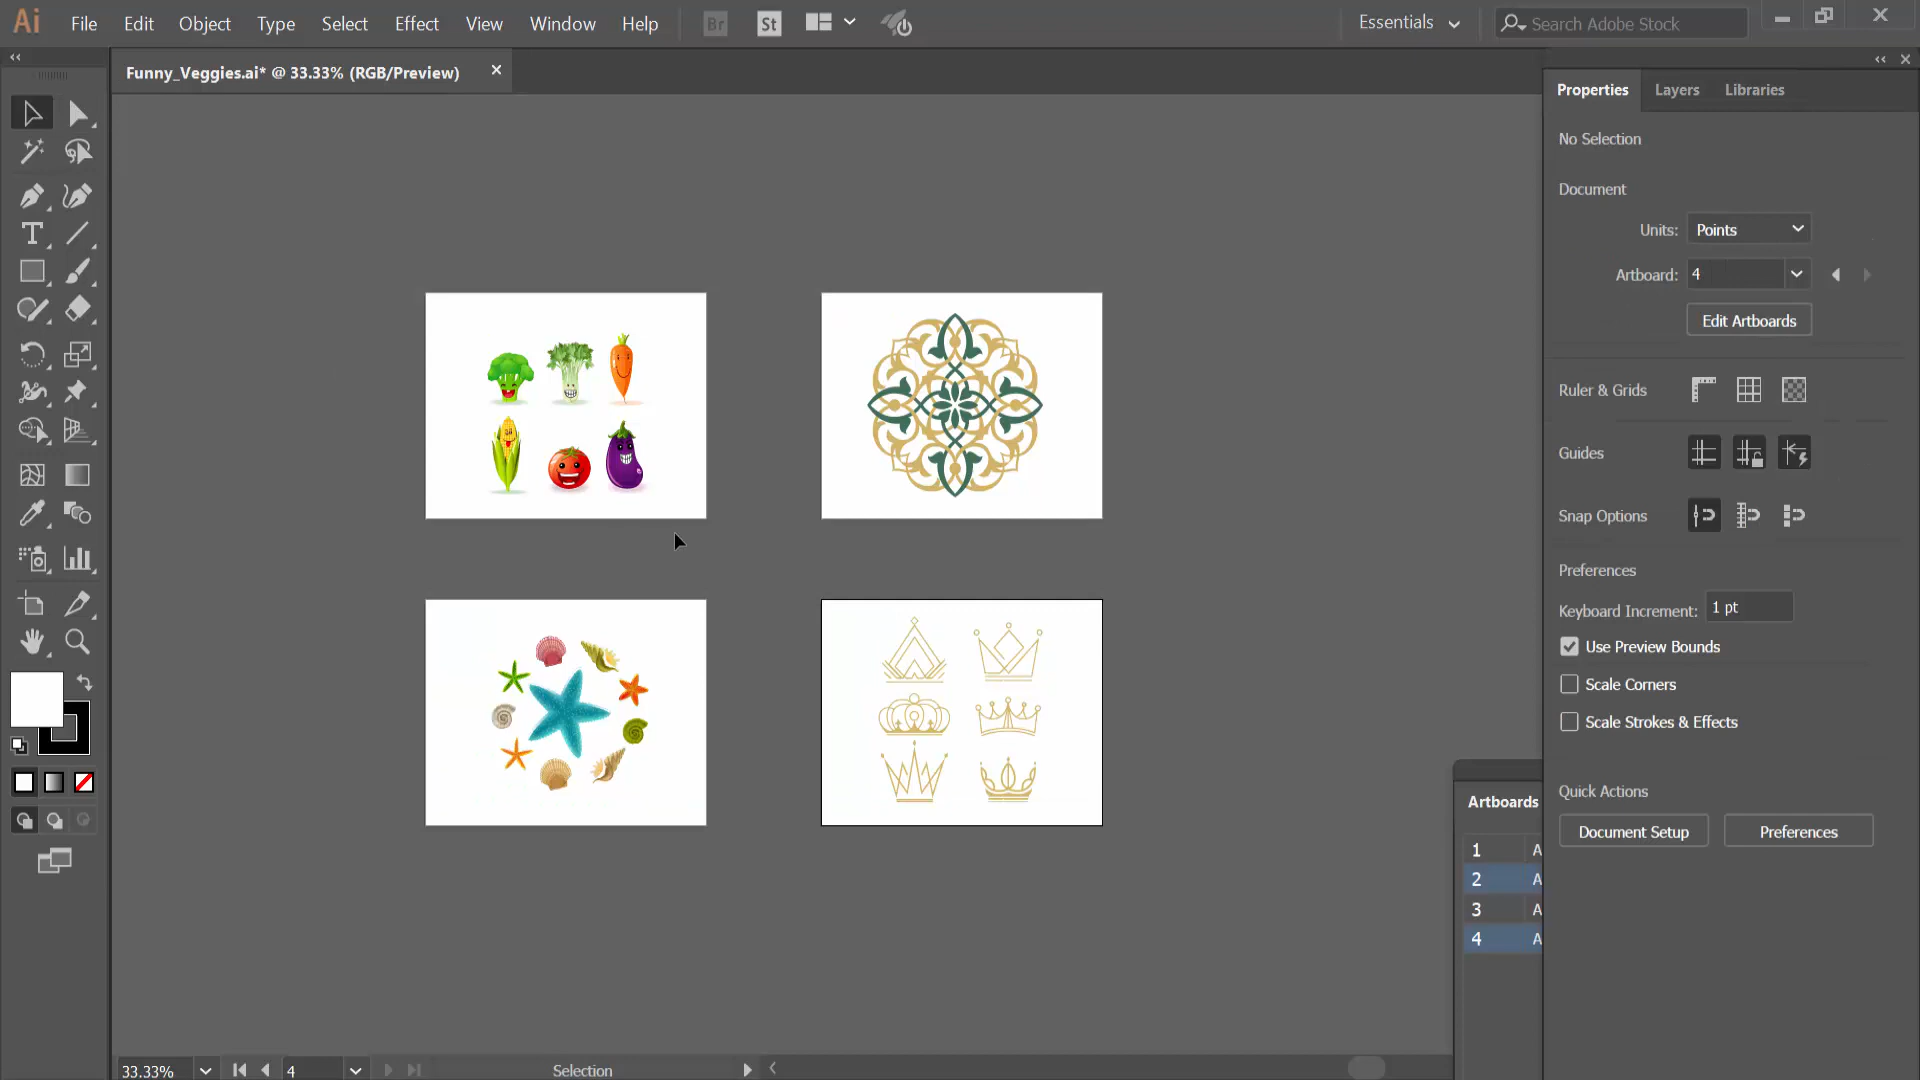 Ai File Edit Object Type Select Effect View Window Help Br St Essentials Search Adobe Stock
Funny_Veggies.ai* @ 33.33% (RGB/Preview)
Properties Layers Libraries
No Selection
Document
Units: Points
Artboard: 4
Edit Artboards
Ruler & Grids
Guides
Snap Options
Preferences
Keyboard Increment: 1 pt
Use Preview Bounds
Scale Corners
Scale Strokes & Effects
Quick Actions
Document Setup Preferences
Artboards
1 A
2 A
3 A
4 A
33.33% 4 Selection